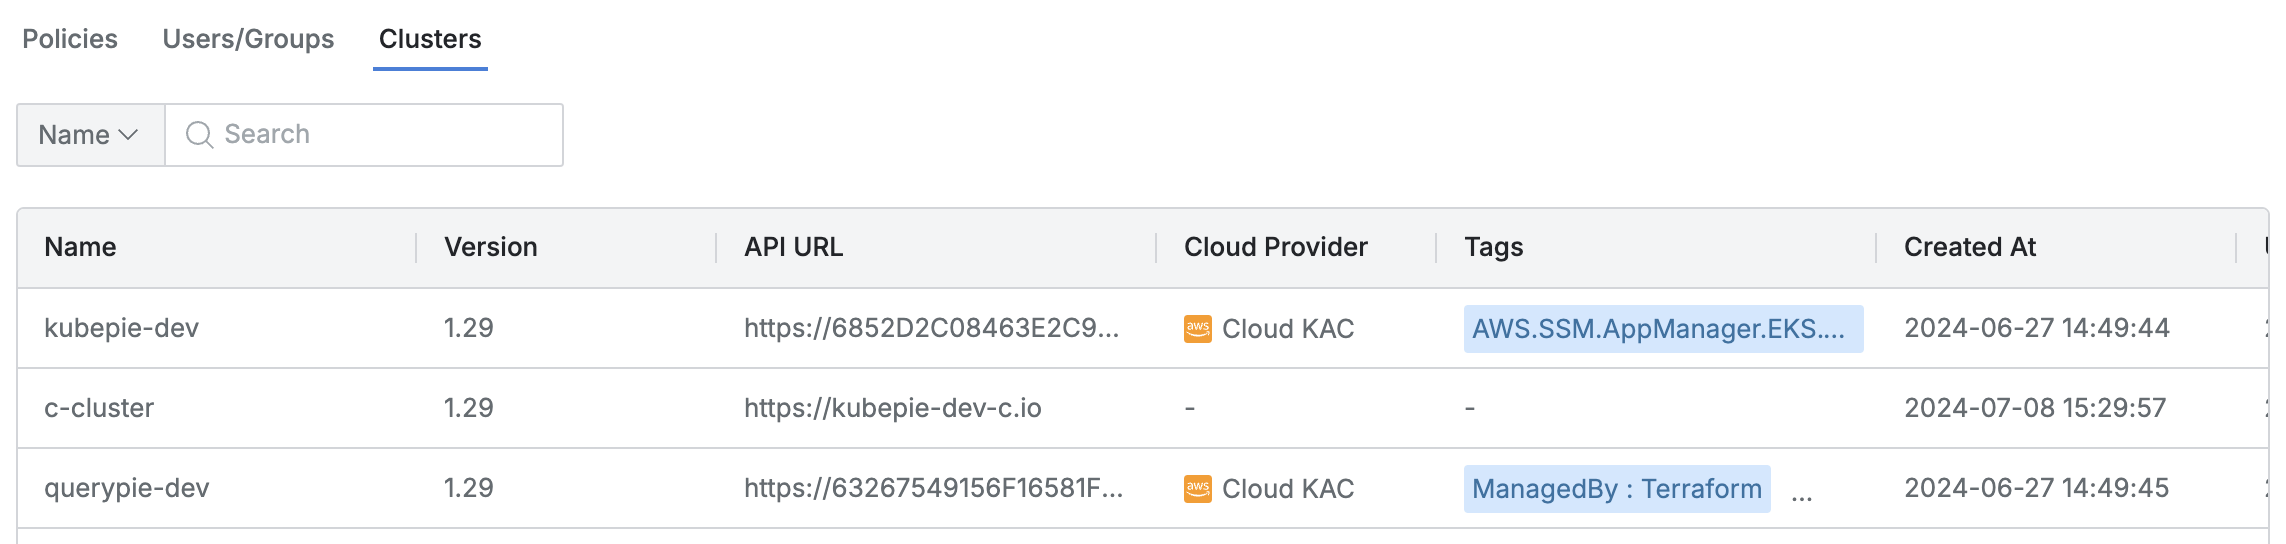 Policies Users/Groups Clusters
Name Search
Name Version API URL Cloud Provider Tags Created At
kubepie-dev 1.29 https://6852D2C08463E2C9... aws Cloud KAC AWS.SSM.AppManager.EKS.... 2024-06-27 14:49:44
c-cluster 1.29 https://kubepie-dev-c.io - - 2024-07-08 15:29:57
querypie-dev 1.29 https://63267549156F16581F... aws Cloud KAC ManagedBy : Terraform ... 2024-06-27 14:49:45